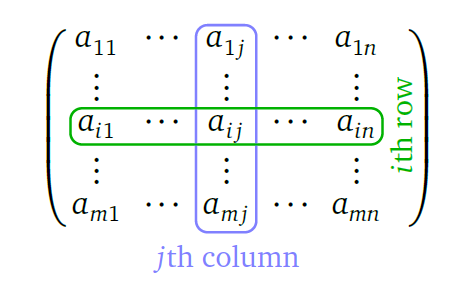 a11 ⋯ a1j ⋯ a1n
⋮ ⋮ ⋮
ai1 ⋯ aij ⋯ ain
⋮ ⋮ ⋮
am1 ⋯ amj ⋯ amn
ith row
jth column